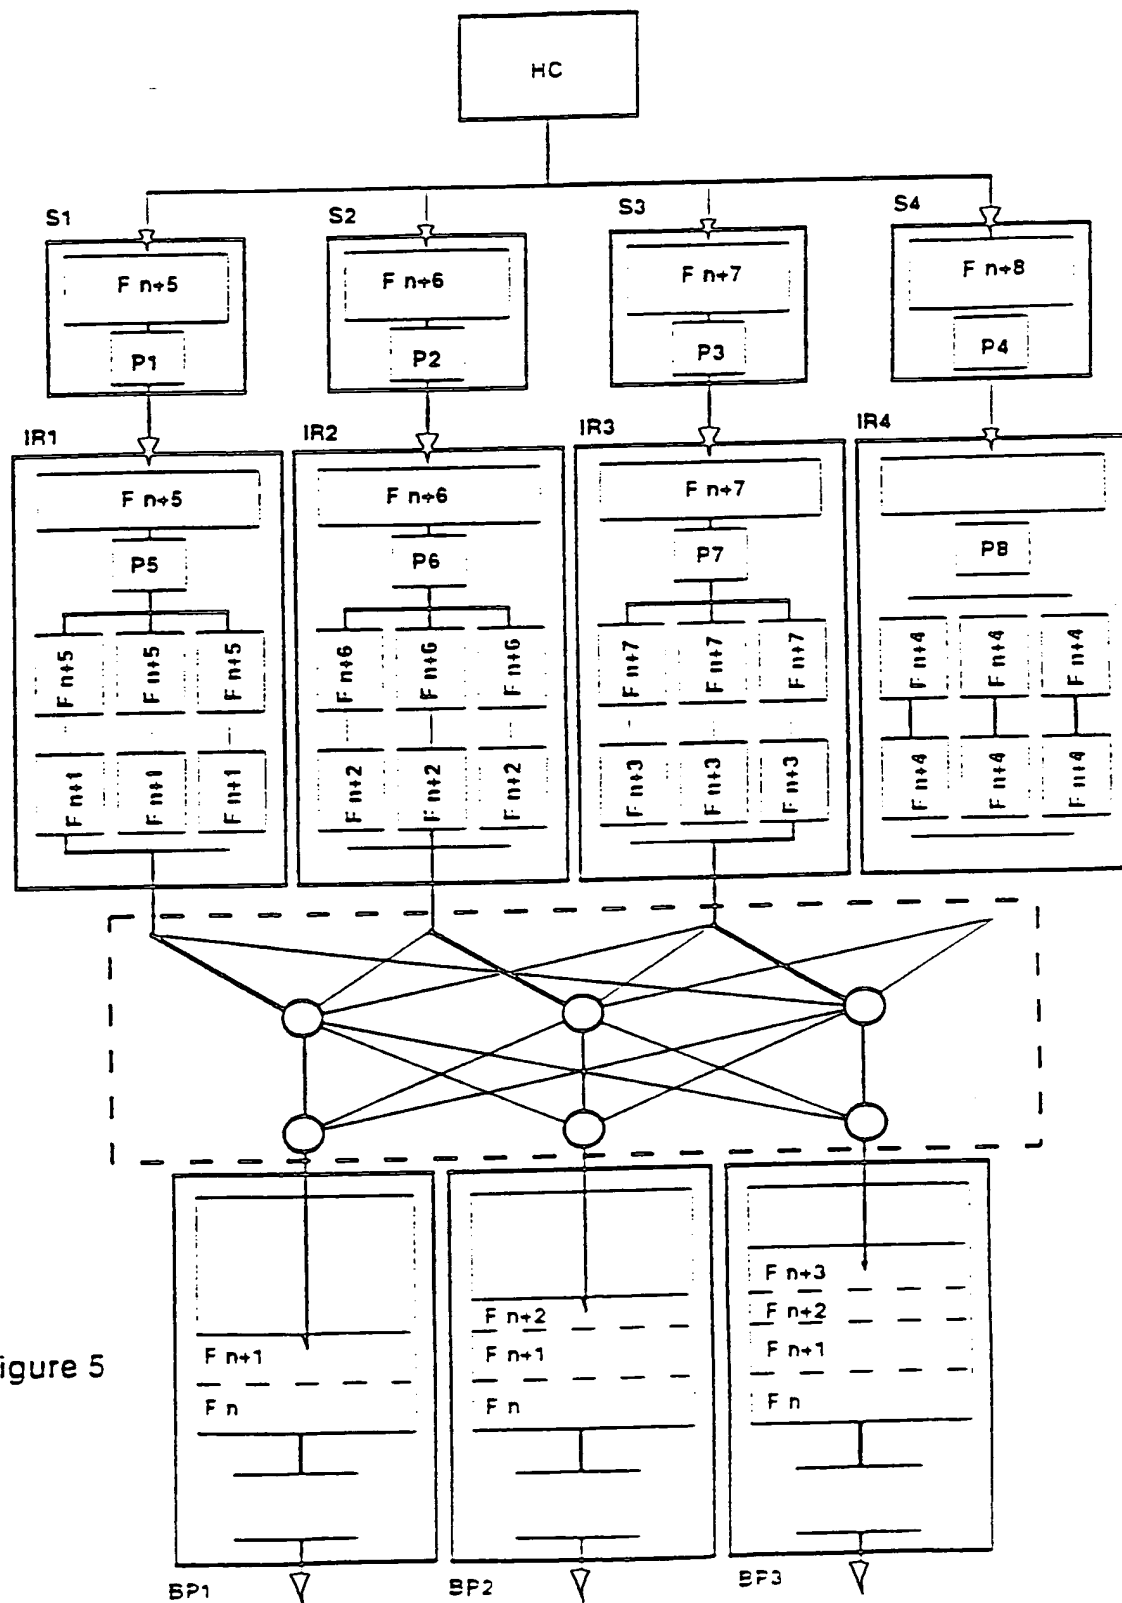 HC
S1
S2
S3
S4
F n+5
F n+6
F n+7
F n+8
P1
P2
P3
P4
IR1
IR2
IR3
IR4
F n+5
F n+6
F n+7
P5
P6
P7
P8
F n+5
F n+5
F n+5
F n+6
F n+6
F n+6
F n+7
F n+7
F n+7
F n+4
F n+4
F n+4
F n+1
F n+1
F n+1
F n+2
F n+2
F n+2
F n+3
F n+3
F n+3
F n+4
F n+4
F n+4
F n+1
F n
F n+2
F n+1
F n
F n+3
F n+2
F n+1
F n
igure 5
BP1
BP2
BP3